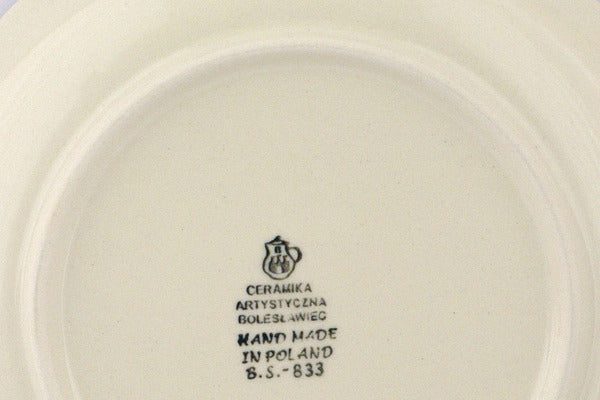 CERAMIKA
ARTYSTYCZNA
BOLESŁAWIEC
HAND MADE
IN POLAND
B.S.-833